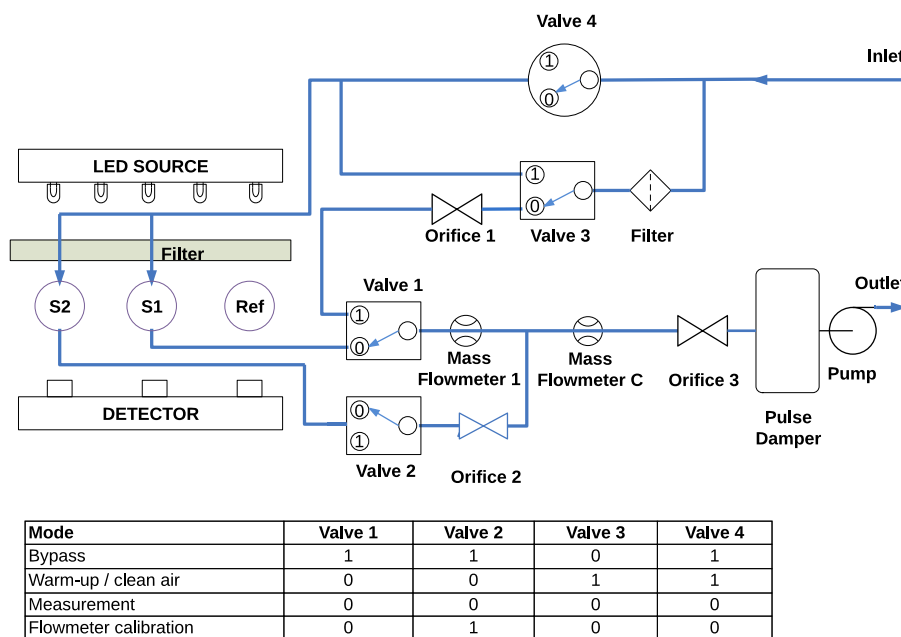 Valve 4
1
0
Inlet
LED SOURCE
1
0
Orifice 1
Valve 3
Filter
Filter
S2
S1
Ref
Valve 1
1
0
Mass
Flowmeter 1
Mass
Flowmeter C
Orifice 3
Outlet
Pump
Pulse
Damper
DETECTOR
0
1
Valve 2
Orifice 2
Mode Valve 1 Valve 2 Valve 3 Valve 4
Bypass 1 1 0 1
Warm-up / clean air 0 0 1 1
Measurement 0 0 0 0
Flowmeter calibration 0 1 0 0